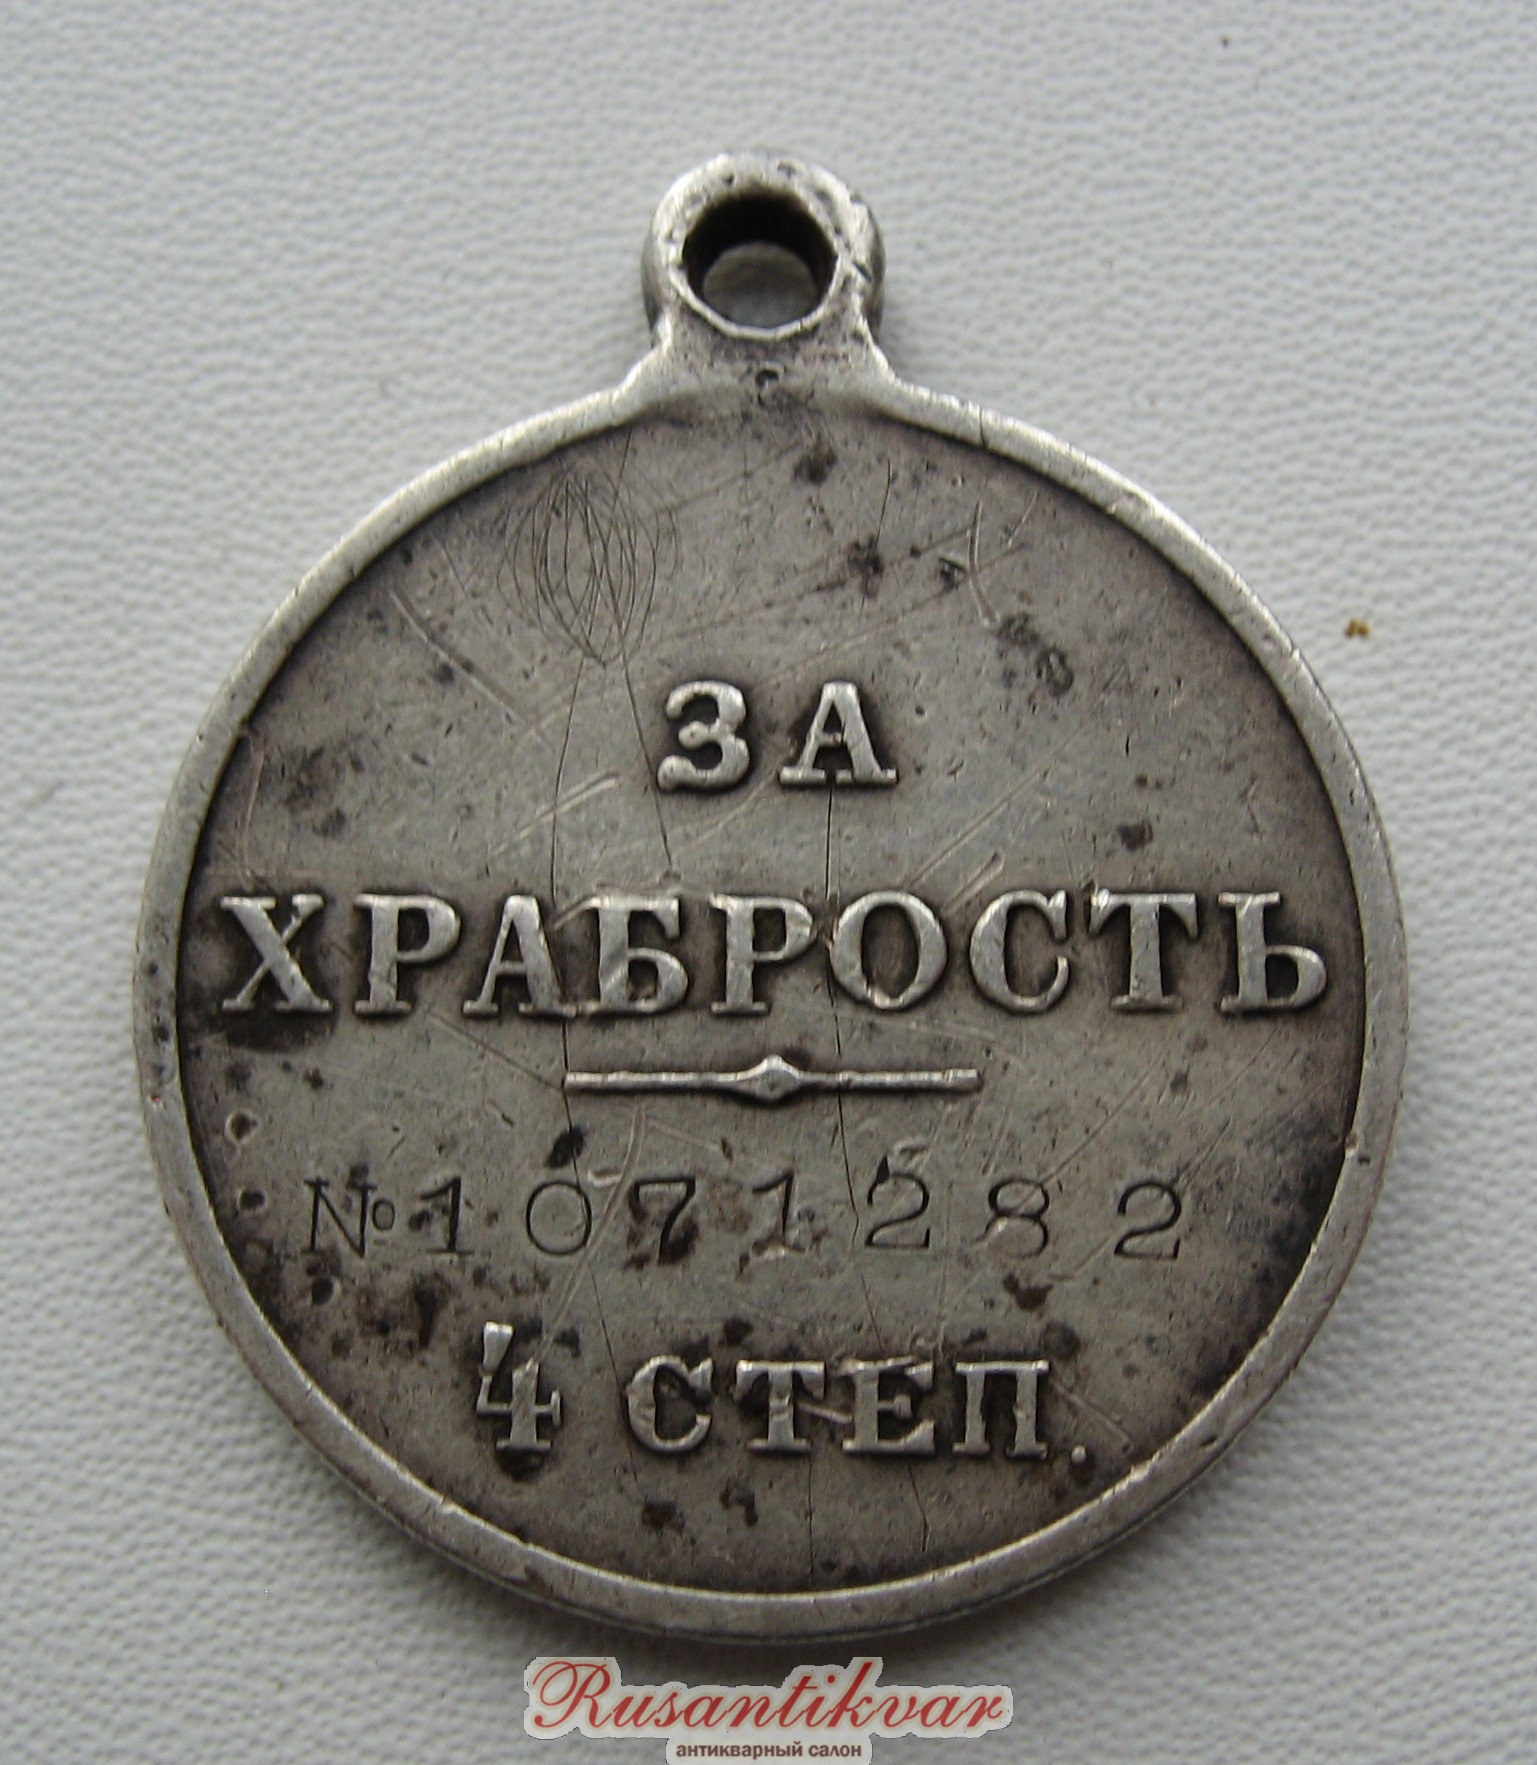 ЗА
ХРАБРОСТЬ
№1071282
4 СТЕП.
Rusantikvar
антикварный салон